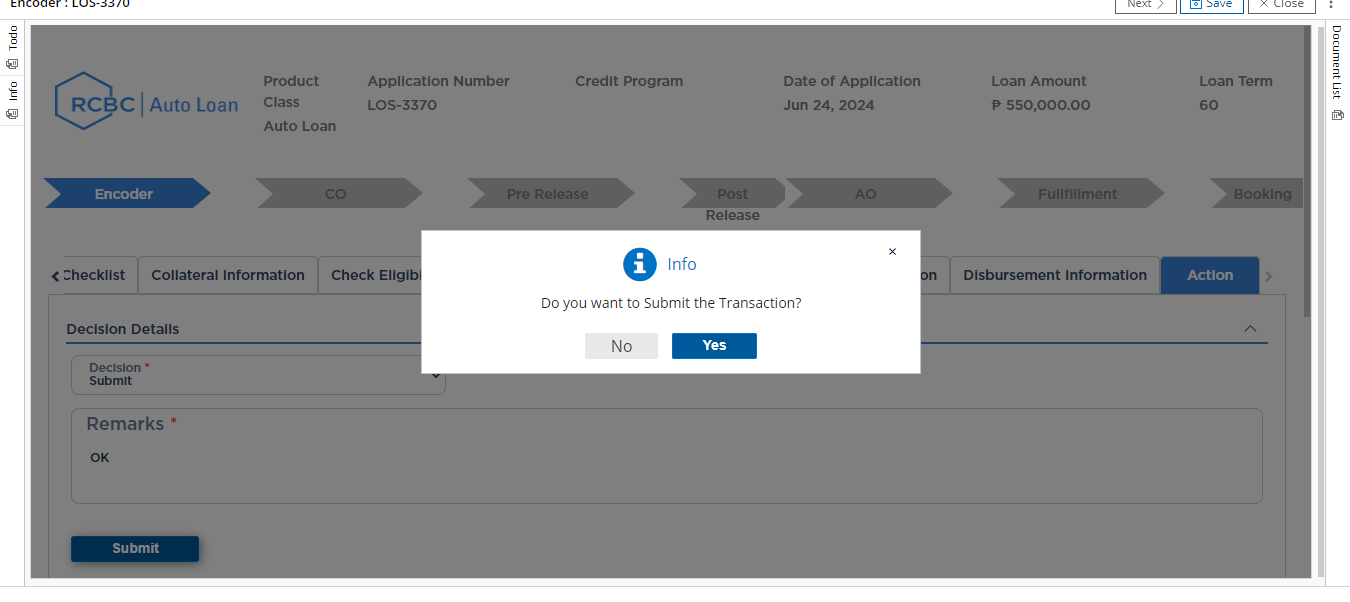 Encoder : LOS-3370
Next
Save
Close
Todo
Info
Document List
RCBC | Auto Loan
Product Class
Auto Loan
Application Number
LOS-3370
Credit Program
Date of Application
Jun 24, 2024
Loan Amount
₱ 550,000.00
Loan Term
60
Encoder
CO
Pre Release
Post Release
AO
Fullfillment
Booking
Checklist
Collateral Information
Check Eligibi
on
Disbursement Information
Action
Info
Do you want to Submit the Transaction?
No
Yes
Decision Details
Decision *
Submit
Remarks *
OK
Submit